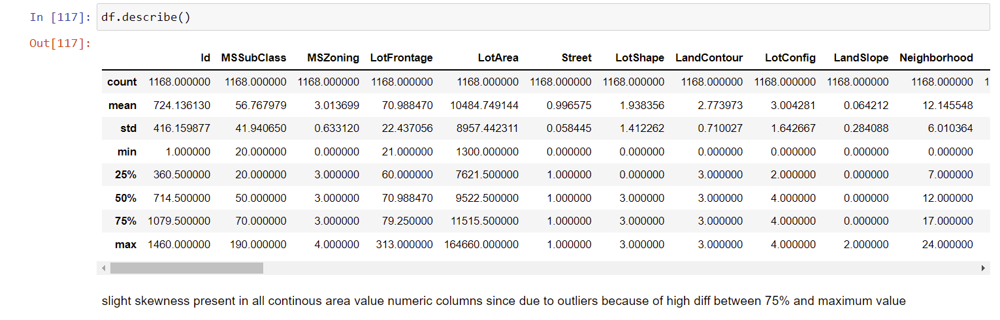 In [117]: df.describe()
Out[117]:
Id MSSubClass MSZoning LotFrontage LotArea Street LotShape LandContour LotConfig LandSlope Neighborhood
count 1168.000000 1168.000000 1168.000000 1168.000000 1168.000000 1168.000000 1168.000000 1168.000000 1168.000000 1168.000000 1168.000000 1
mean 724.136130 56.767979 3.013699 70.988470 10484.749144 0.996575 1.938356 2.773973 3.004281 0.064212 12.145548
std 416.159877 41.940650 0.633120 22.437056 8957.442311 0.058445 1.412262 0.710027 1.642667 0.284088 6.010364
min 1.000000 20.000000 0.000000 21.000000 1300.000000 0.000000 0.000000 0.000000 0.000000 0.000000 0.000000
25% 360.500000 20.000000 3.000000 60.000000 7621.500000 1.000000 0.000000 3.000000 2.000000 0.000000 7.000000
50% 714.500000 50.000000 3.000000 70.988470 9522.500000 1.000000 3.000000 3.000000 4.000000 0.000000 12.000000
75% 1079.500000 70.000000 3.000000 79.250000 11515.500000 1.000000 3.000000 3.000000 4.000000 0.000000 17.000000
max 1460.000000 190.000000 4.000000 313.000000 164660.000000 1.000000 3.000000 3.000000 4.000000 2.000000 24.000000
slight skewness present in all continous area value numeric columns since due to outliers because of high diff between 75% and maximum value